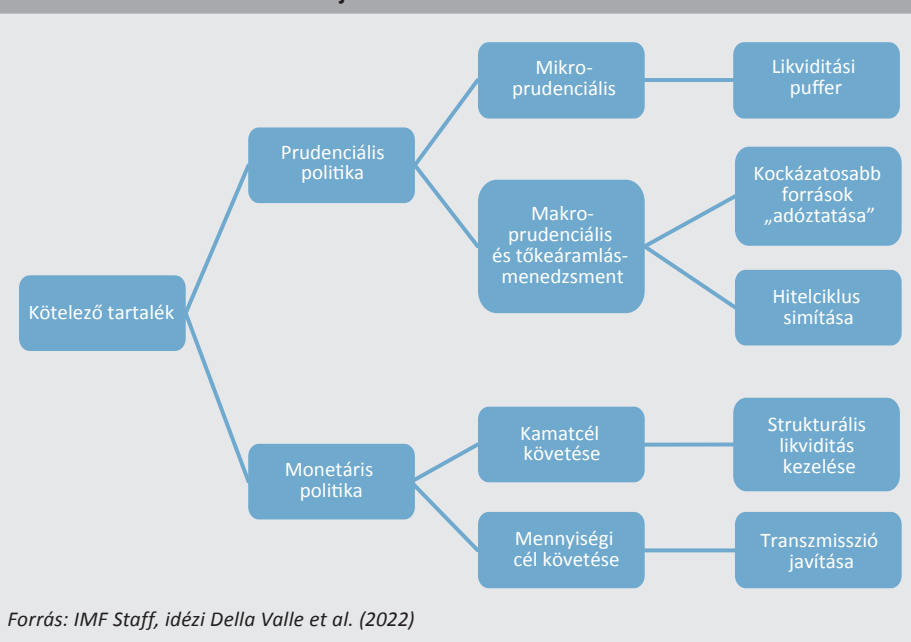 Kötelező tartalék
Prudenciális
politika
Mikro-
prudenciális
Likviditási
puffer
Makro-
prudenciális
és tőkeáramlás-
menedzsment
Kockázatosabb
források
„adóztatása”
Hitelciklus
simítása
Monetáris
politika
Kamatcél
követése
Strukturális
likviditás
kezelése
Mennyiségi
cél követése
Transzmisszió
javítása
Forrás: IMF Staff, idézi Della Valle et al. (2022)